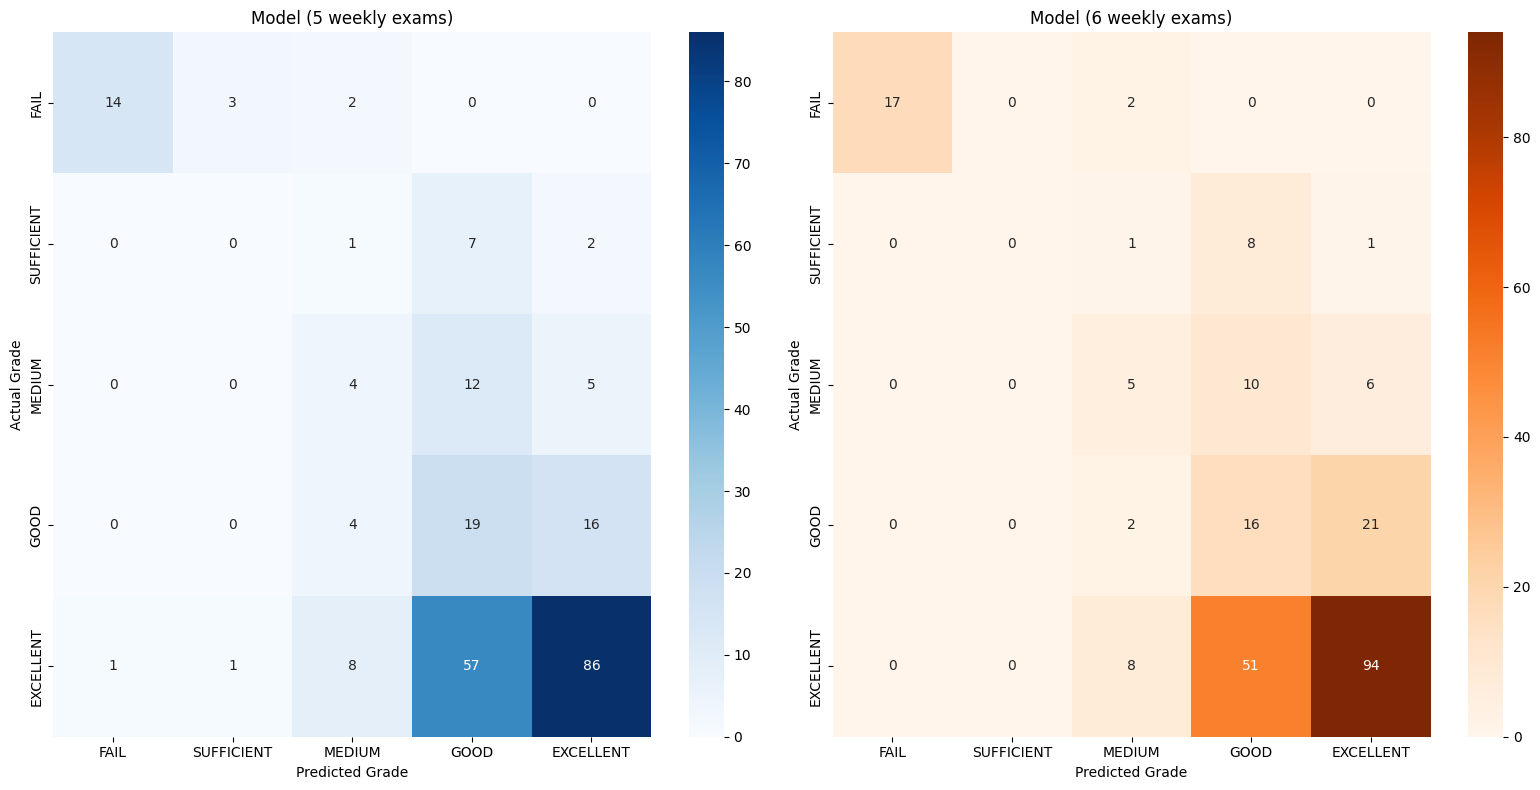 Model (5 weekly exams)
FAIL 14 3 2 0 0
SUFFICIENT 0 0 1 7 2
MEDIUM 0 0 4 12 5
GOOD 0 0 4 19 16
EXCELLENT 1 1 8 57 86
FAIL SUFFICIENT MEDIUM GOOD EXCELLENT
Predicted Grade
Actual Grade
80
70
60
50
40
30
20
10
0
Model (6 weekly exams)
FAIL 17 0 2 0 0
SUFFICIENT 0 0 1 8 1
MEDIUM 0 0 5 10 6
GOOD 0 0 2 16 21
EXCELLENT 0 0 8 51 94
FAIL SUFFICIENT MEDIUM GOOD EXCELLENT
Predicted Grade
Actual Grade
80
60
40
20
0